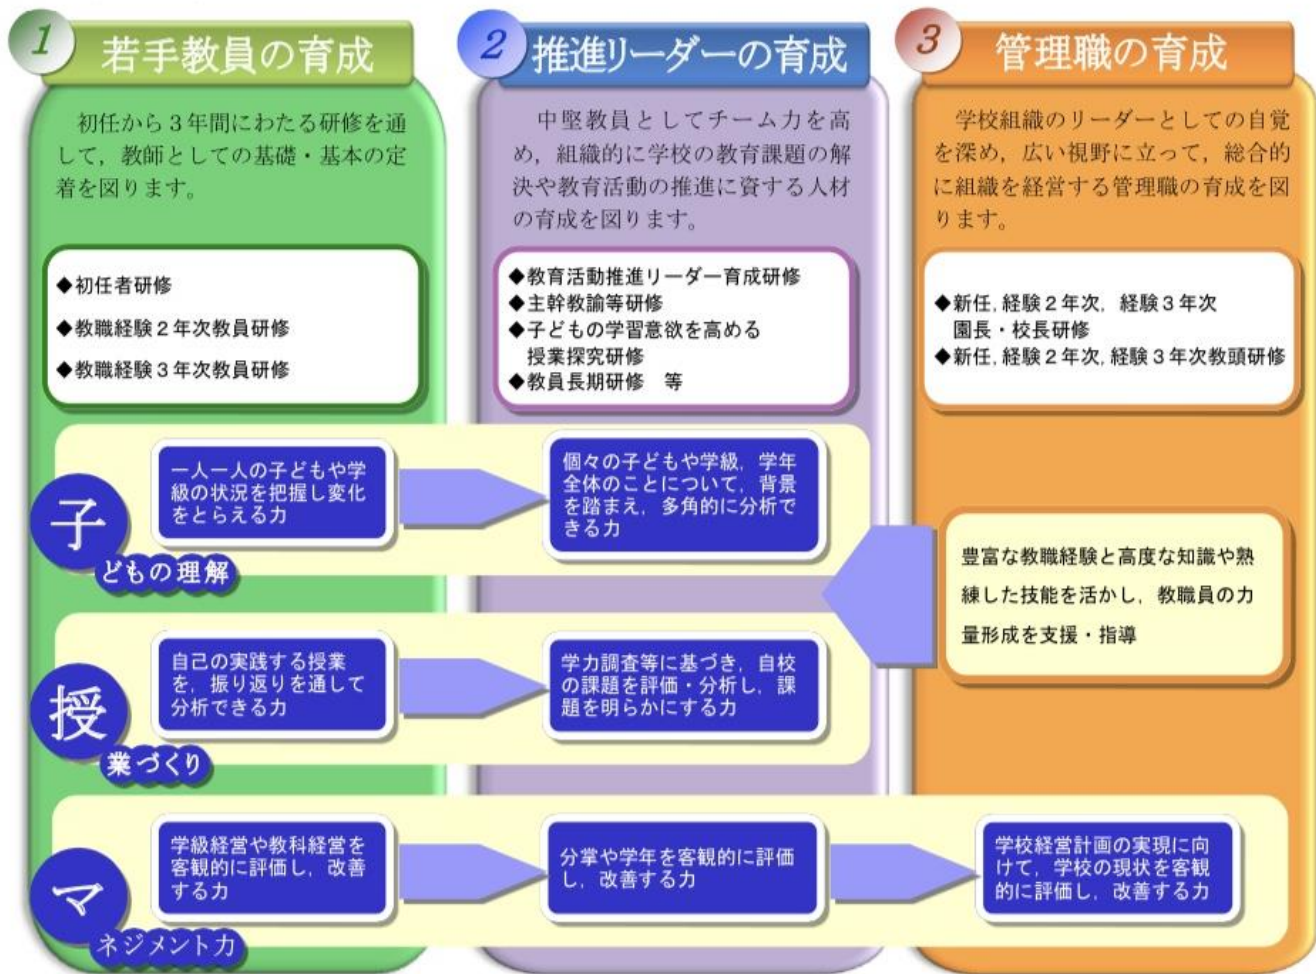 1
若手教員の育成
初任から3年間にわたる研修を通
して，教師としての基礎・基本の定
着を図ります。
◆初任者研修
◆教職経験2年次教員研修
◆教職経験3年次教員研修
2
推進リーダーの育成
中堅教員としてチーム力を高
め，組織的に学校の教育課題の解
決や教育活動の推進に資する人材
の育成を図ります。
◆教育活動推進リーダー育成研修
◆主幹教諭等研修
◆子どもの学習意欲を高める
授業探究研修
◆教員長期研修　等
3
管理職の育成
学校組織のリーダーとしての自覚
を深め，広い視野に立って，総合的
に組織を経営する管理職の育成を図
ります。
◆新任，経験2年次，経験3年次
園長・校長研修
◆新任，経験2年次，経験3年次教頭研修
子
どもの理解
一人一人の子どもや学
級の状況を把握し変化
をとらえる力
個々の子どもや学級，学年
全体のことについて，背景
を踏まえ，多角的に分析で
きる力
豊富な教職経験と高度な知識や熟
練した技能を活かし，教職員の力
量形成を支援・指導
授
業づくり
自己の実践する授業
を，振り返りを通して
分析できる力
学力調査等に基づき，自校
の課題を評価・分析し，課
題を明らかにする力
マ
ネジメント力
学級経営や教科経営を
客観的に評価し，改善
する力
分掌や学年を客観的に評価
し，改善する力
学校経営計画の実現に向
けて，学校の現状を客観
的に評価し，改善する力